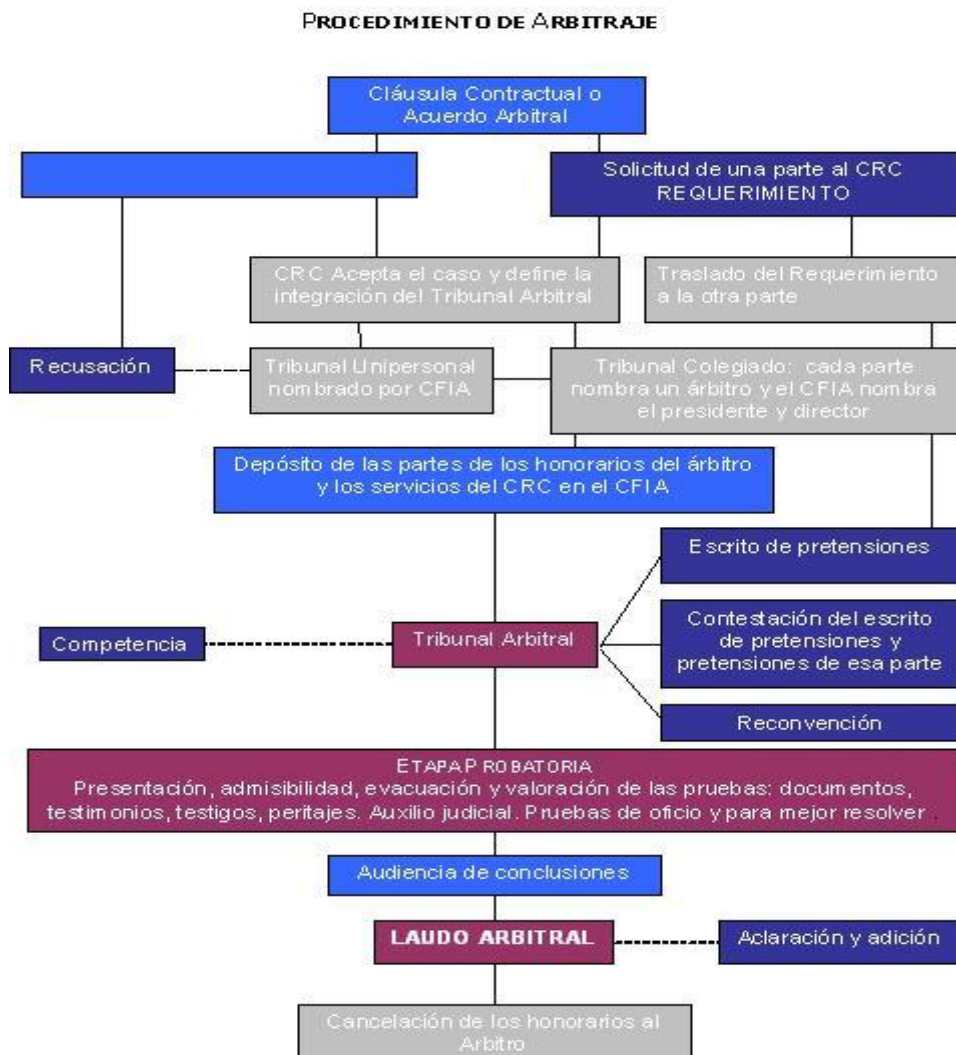 PROCEDIMIENTO DE ARBITRAJE
Cláusula Contractual o
Acuerdo Arbitral
Solicitud de una parte al CRC
REQUERIMIENTO
CRC Acepta el caso y define la
integración del Tribunal Arbitral
Traslado del Requerimiento
a la otra parte
Recusación
Tribunal Unipersonal
nombrado por CFIA
Tribunal Colegiado: cada parte
nombra un árbitro y el CFIA nombra
el presidente y director
Depósito de las partes de los honorarios del árbitro
y los servicios del CRC en el CFIA
Escrito de pretensiones
Competencia
Tribunal Arbitral
Contestación del escrito
de pretensiones y
pretensiones de esa parte
Reconvención
ETAPA PROBATORIA
Presentación, admisibilidad, evacuación y valoración de las pruebas: documentos,
testimonios, testigos, peritajes. Auxilio judicial. Pruebas de oficio y para mejor resolver .
Audiencia de conclusiones
LAUDO ARBITRAL
Aclaración y adición
Cancelación de los honorarios al
Arbitro